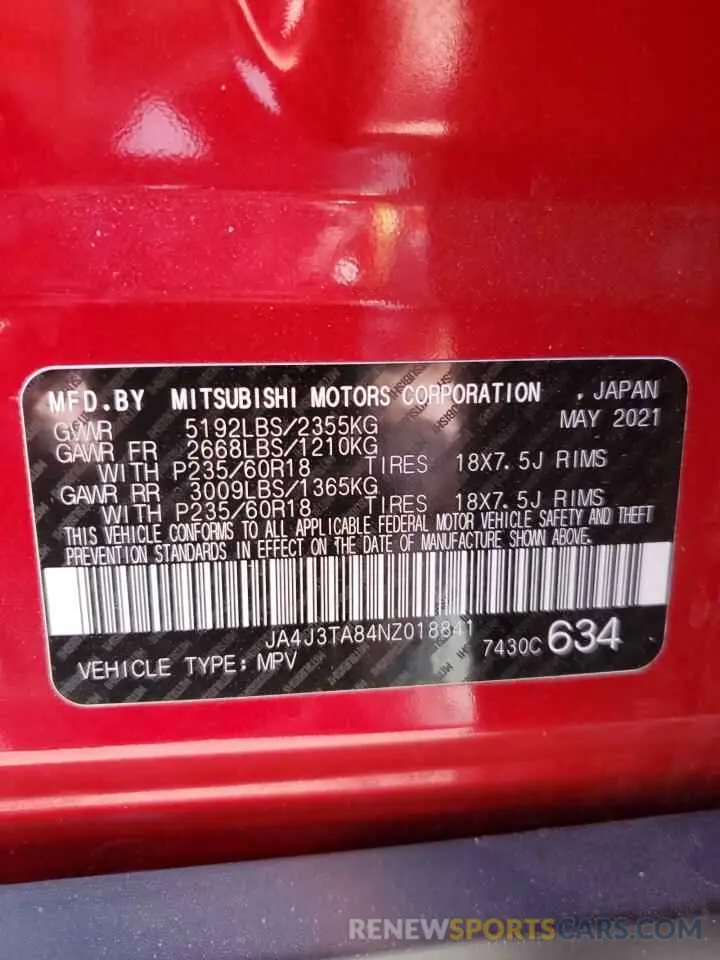 MFD.BY MITSUBISHI MOTORS CORPORATION , JAPAN
GVWR 5192LBS/2355KG MAY 2021
GAWR FR 2668LBS/1210KG
WITH P235/60R18 TIRES 18X7.5J RIMS
GAWR RR 3009LBS/1365KG
WITH P235/60R18 TIRES 18X7.5J RIMS
THIS VEHICLE CONFORMS TO ALL APPLICABLE FEDERAL MOTOR VEHICLE SAFETY AND THEFT
PREVENTION STANDARDS IN EFFECT ON THE DATE OF MANUFACTURE SHOWN ABOVE.
JA4J3TA84NZ018841
VEHICLE TYPE: MPV 7430C 634
RENEWSPORTSCARS.COM